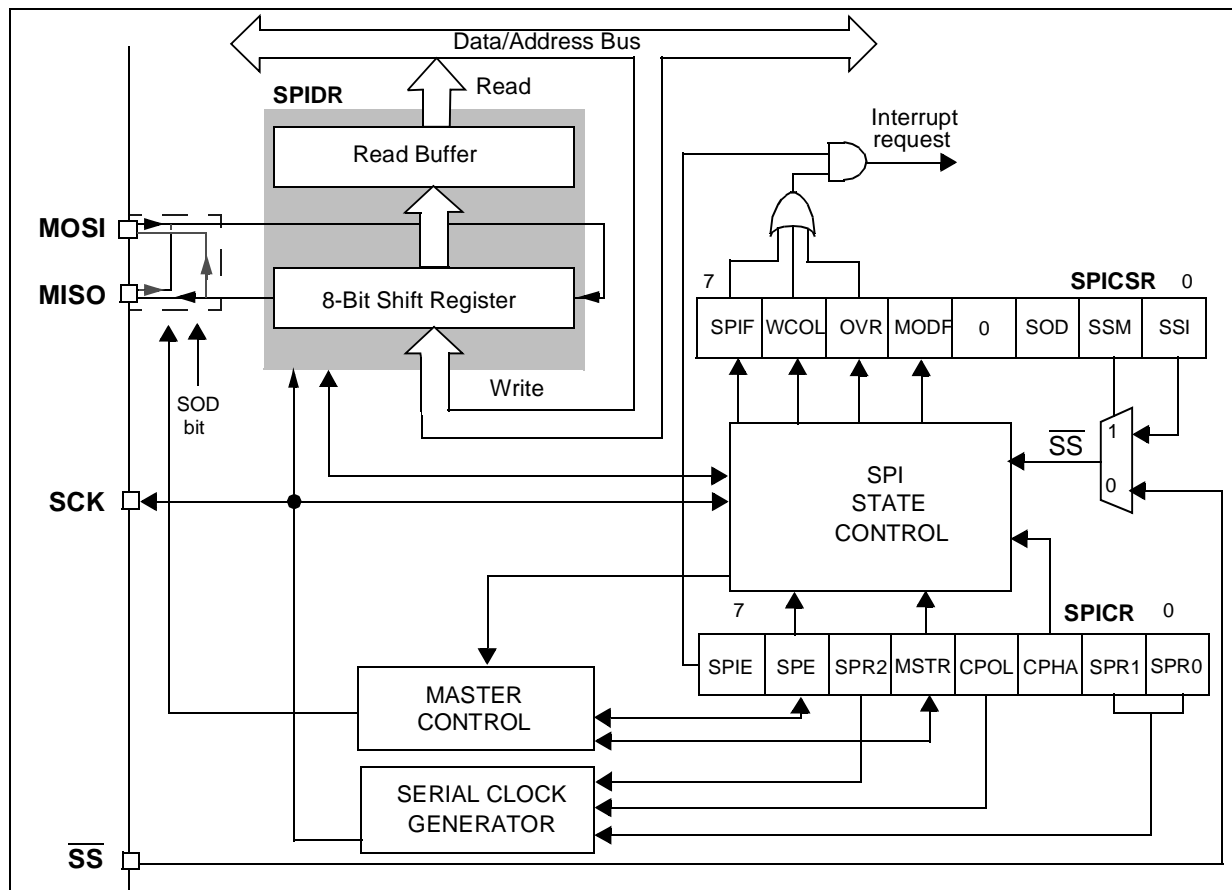 Data/Address Bus
SPIDR
Read
Read Buffer
Interrupt
request
MOSI
MISO
8-Bit Shift Register
7
SPICSR
0
SPIF
WCOL
OVR
MODF
0
SOD
SSM
SSI
Write
SOD
bit
1
SS
0
SCK
SPI
STATE
CONTROL
7
SPICR
0
SPIE
SPE
SPR2
MSTR
CPOL
CPHA
SPR1
SPR0
MASTER
CONTROL
SERIAL CLOCK
GENERATOR
SS